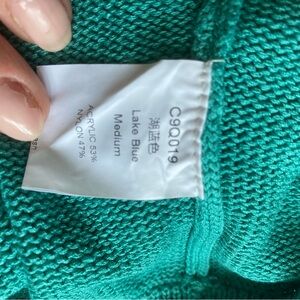 C9Q019
湖蓝色
Lake Blue
Medium
ACRYLIC 53%
NYLON 47%